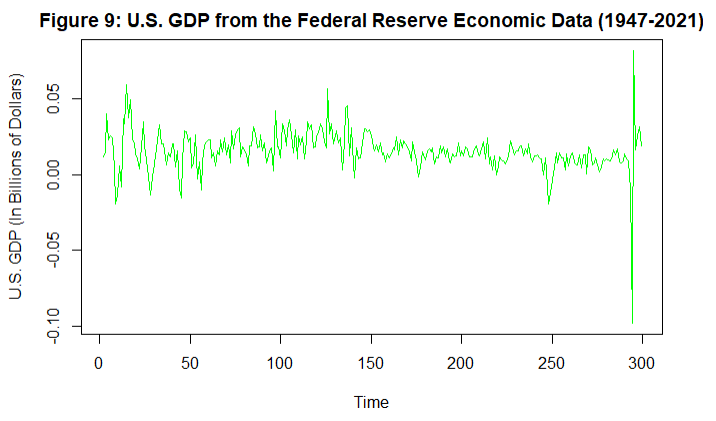 Figure 9: U.S. GDP from the Federal Reserve Economic Data (1947-2021)
U.S. GDP (In Billions of Dollars)
0.05
0.00
-0.05
-0.10
0 50 100 150 200 250 300
Time